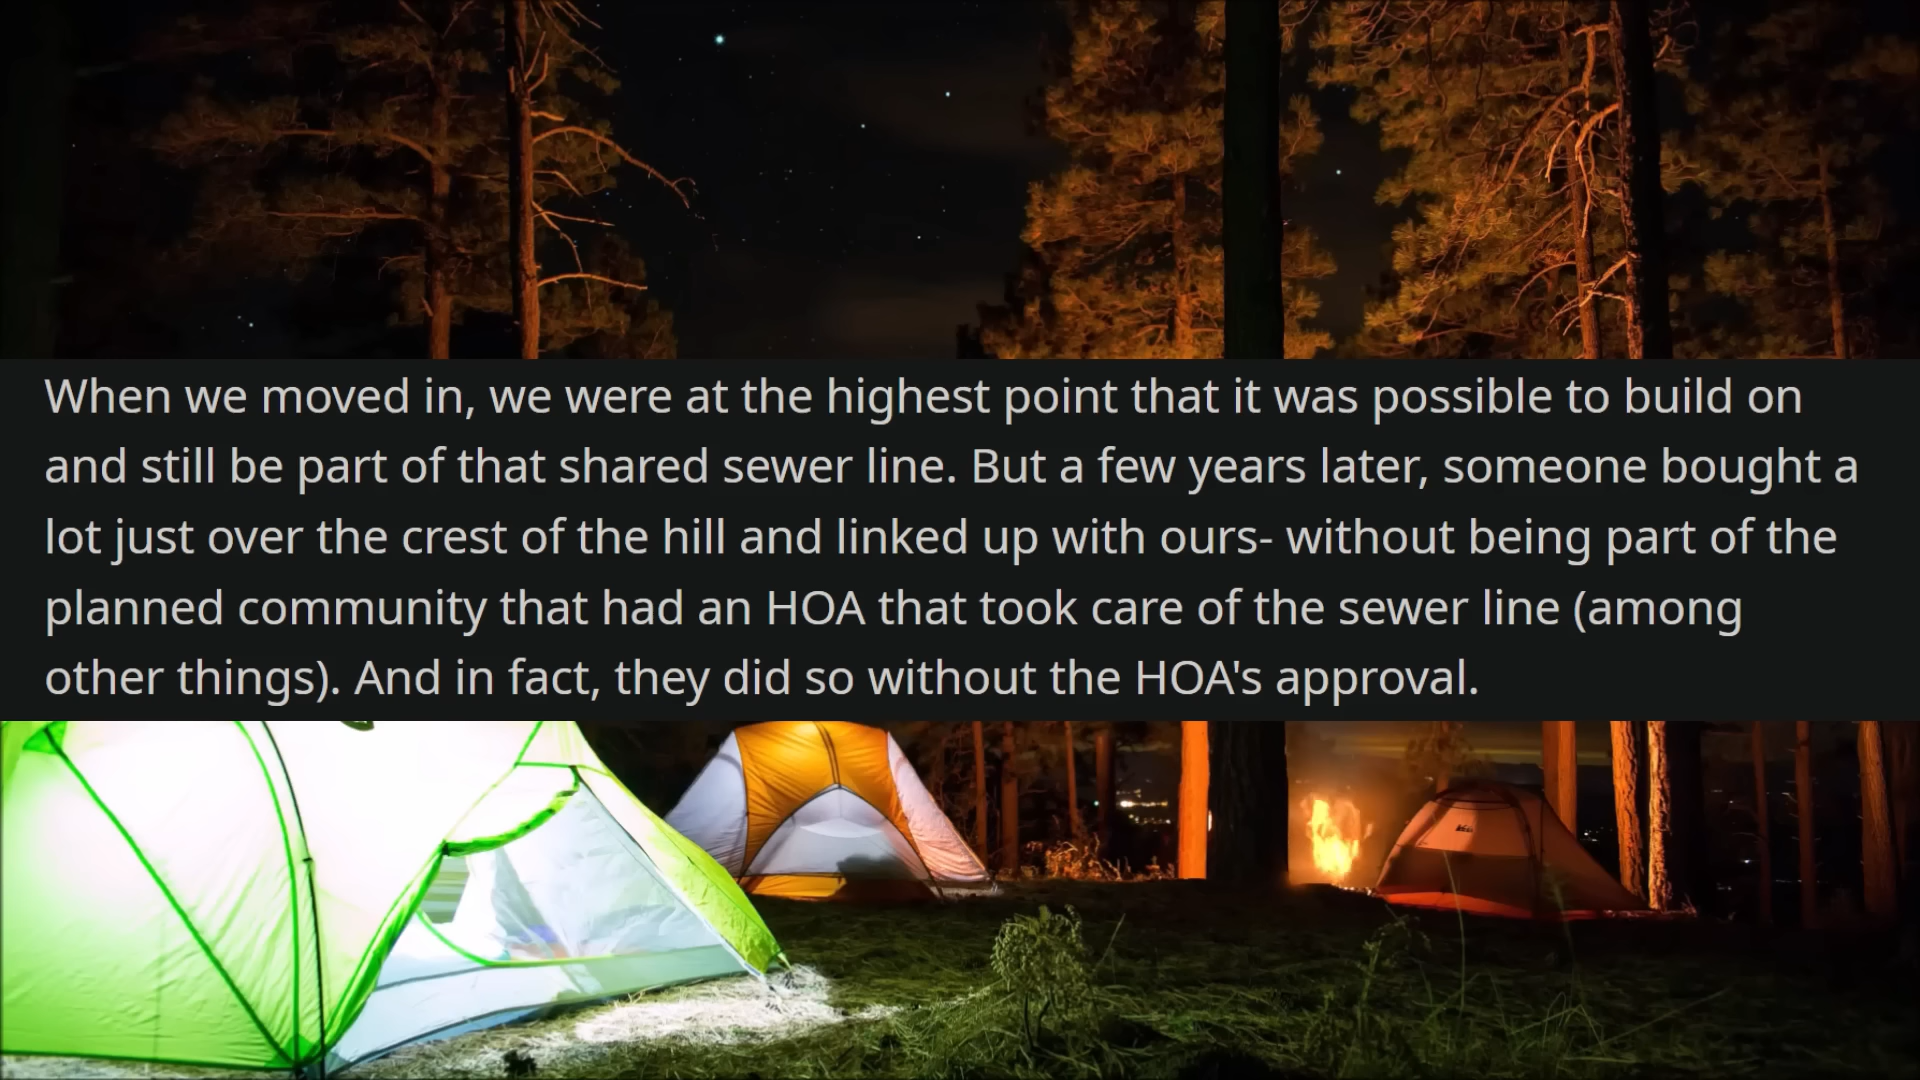 When we moved in, we were at the highest point that it was possible to build on
and still be part of that shared sewer line. But a few years later, someone bought a
lot just over the crest of the hill and linked up with ours- without being part of the
planned community that had an HOA that took care of the sewer line (among
other things). And in fact, they did so without the HOA's approval.